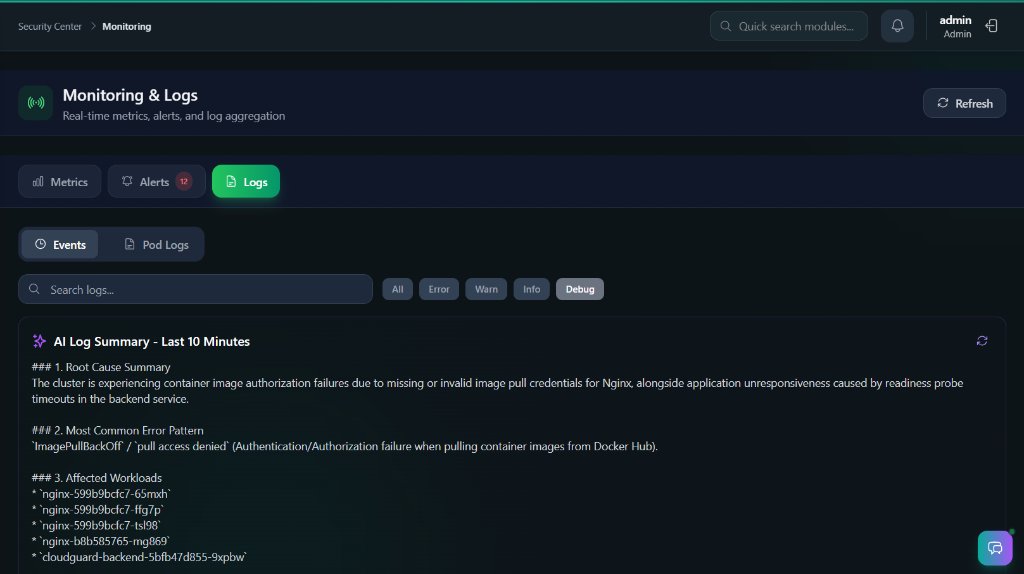 Security Center > Monitoring
Quick search modules...
admin
Admin
Monitoring & Logs
Real-time metrics, alerts, and log aggregation
Refresh
Metrics
Alerts 12
Logs
Events
Pod Logs
Search logs...
All
Error
Warn
Info
Debug
AI Log Summary - Last 10 Minutes
### 1. Root Cause Summary
The cluster is experiencing container image authorization failures due to missing or invalid image pull credentials for Nginx, alongside application unresponsiveness caused by readiness probe
timeouts in the backend service.
### 2. Most Common Error Pattern
`ImagePullBackOff` / `pull access denied` (Authentication/Authorization failure when pulling container images from Docker Hub).
### 3. Affected Workloads
* `nginx-599b9bcfc7-65mxh`
* `nginx-599b9bcfc7-ffg7p`
* `nginx-599b9bcfc7-tsl98`
* `nginx-b8b585765-mg869`
* `cloudguard-backend-5bfb47d855-9xpbw`